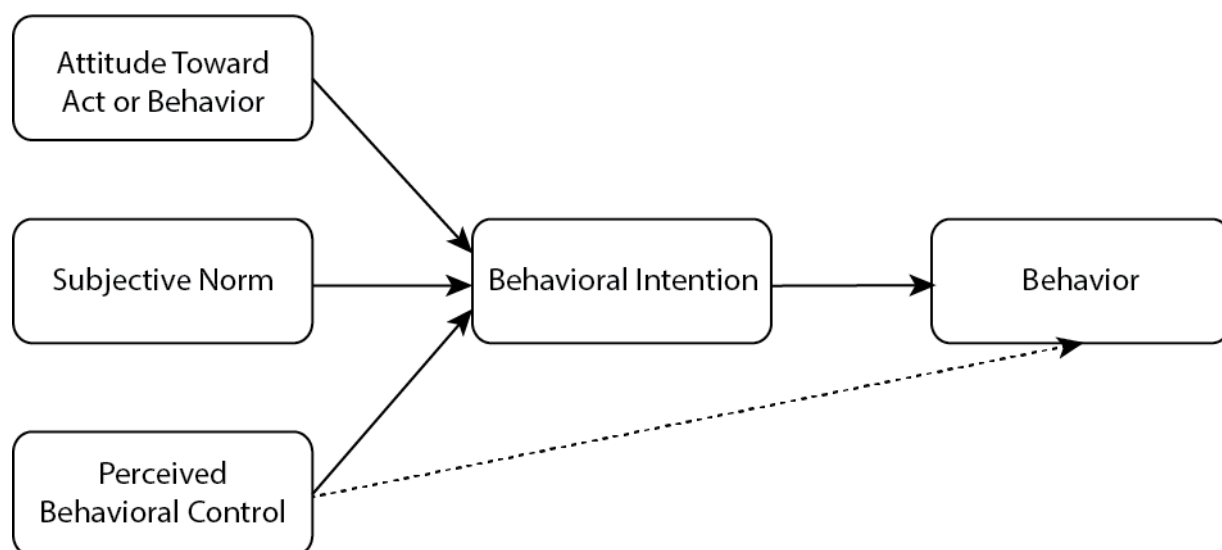 Attitude Toward
Act or Behavior
Subjective Norm
Behavioral Intention
Behavior
Perceived
Behavioral Control